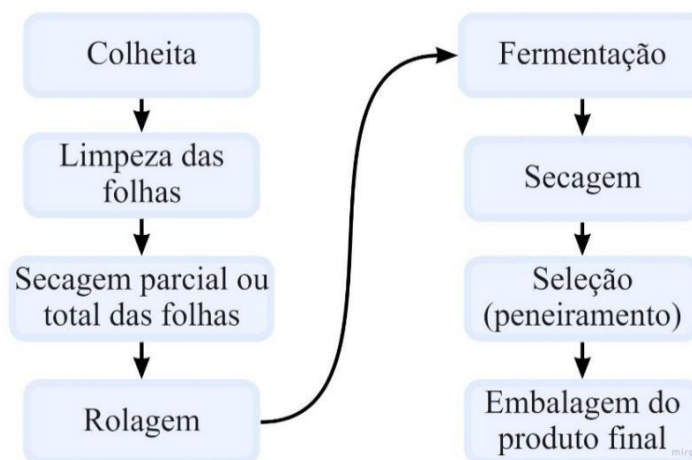 Colheita
Limpeza das
folhas
Secagem parcial ou
total das folhas
Rolagem
Fermentação
Secagem
Seleção
(peneiramento)
Embalagem do
produto final
miro